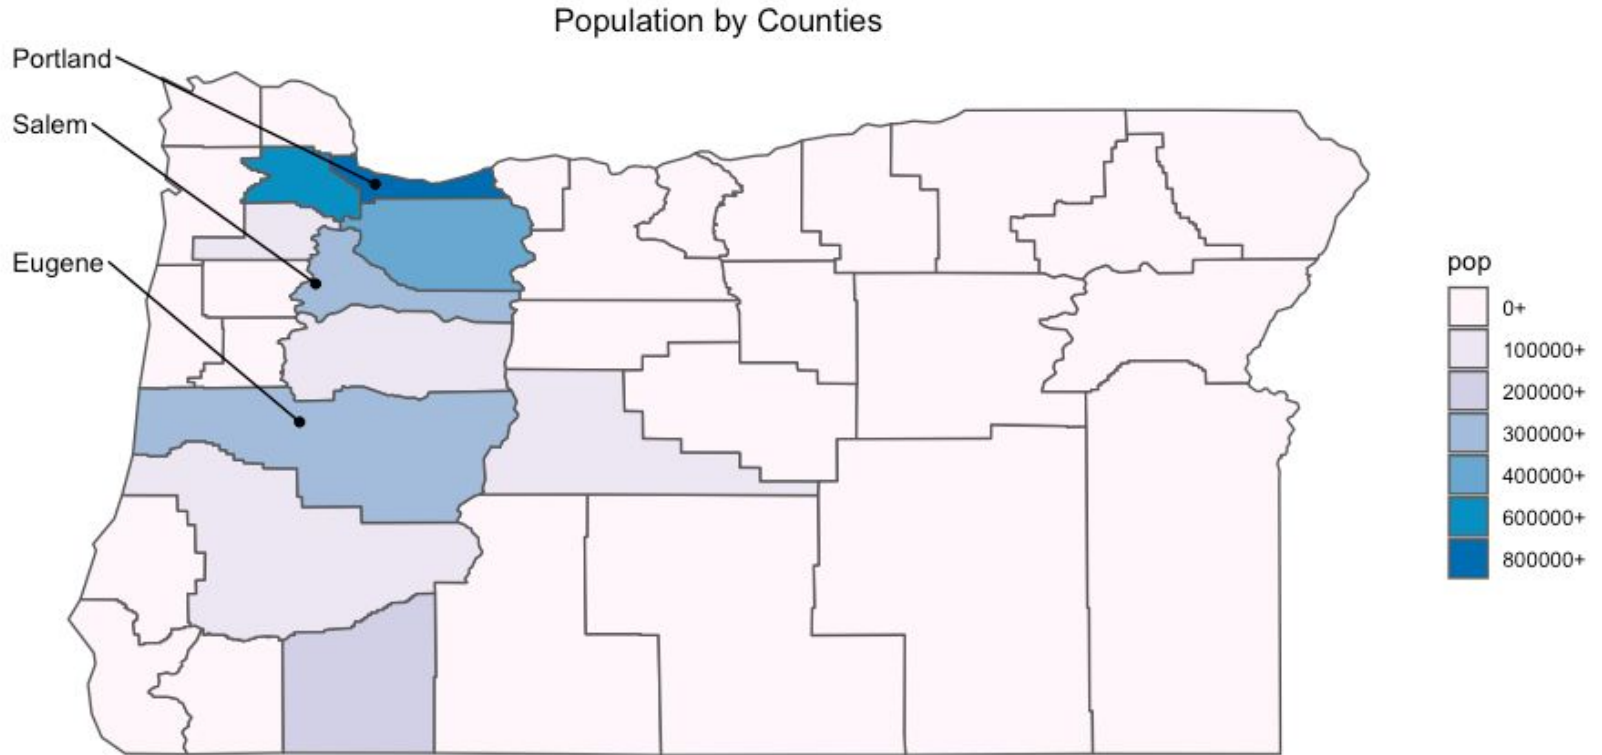 Population by Counties
Portland
Salem
Eugene
pop
0+
100000+
200000+
300000+
400000+
600000+
800000+